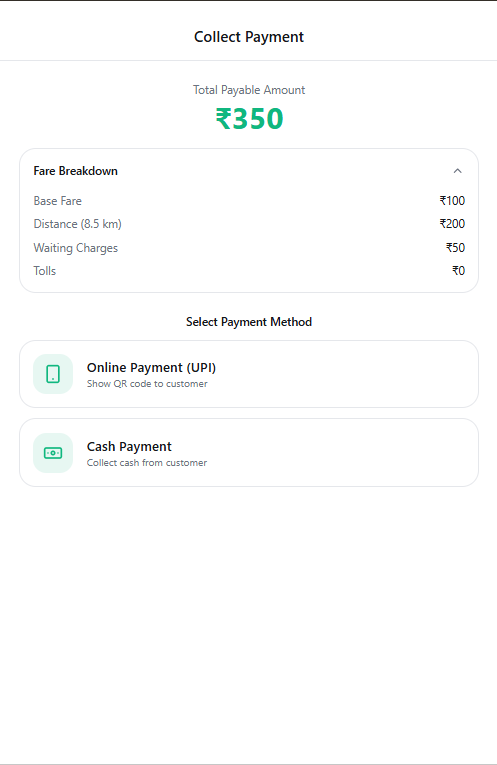 Collect Payment
Total Payable Amount
₹350
Fare Breakdown
Base Fare ₹100
Distance (8.5 km) ₹200
Waiting Charges ₹50
Tolls ₹0
Select Payment Method
Online Payment (UPI)
Show QR code to customer
Cash Payment
Collect cash from customer